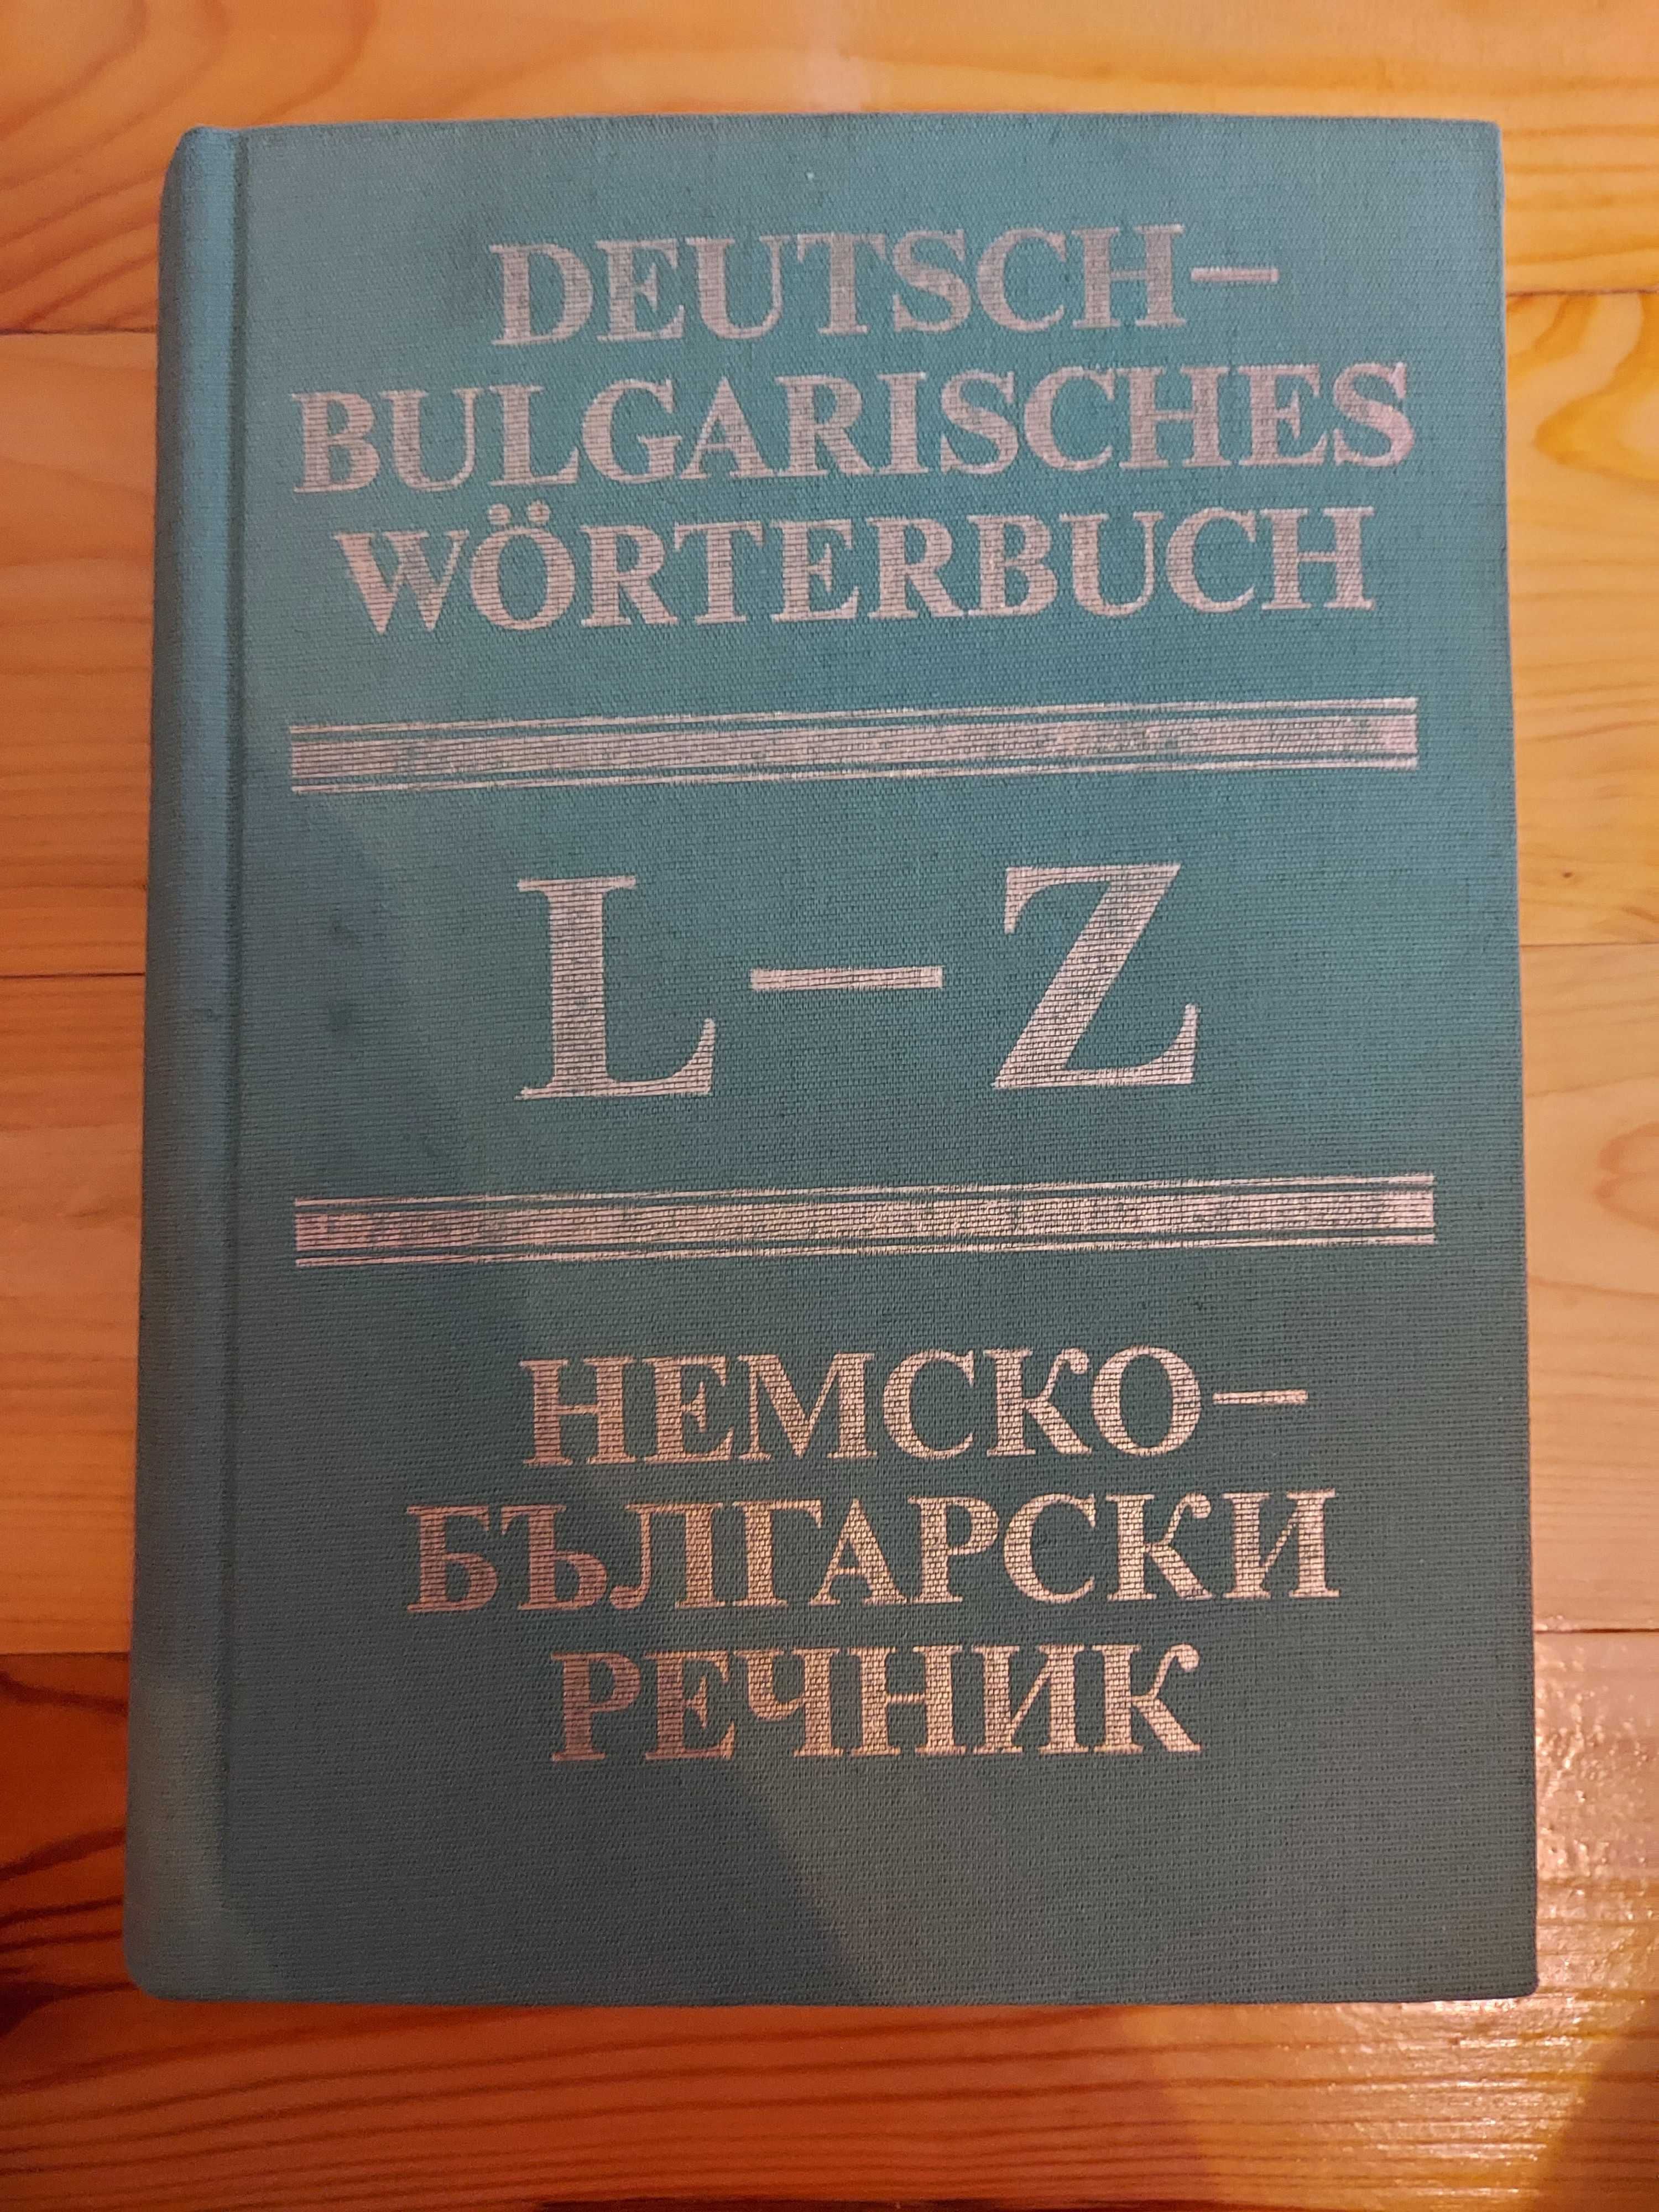 DEUTSCH–
BULGARISCHES
WÖRTERBUCH
L – Z
НЕМСКО–
БЪЛГАРСКИ
РЕЧНИК